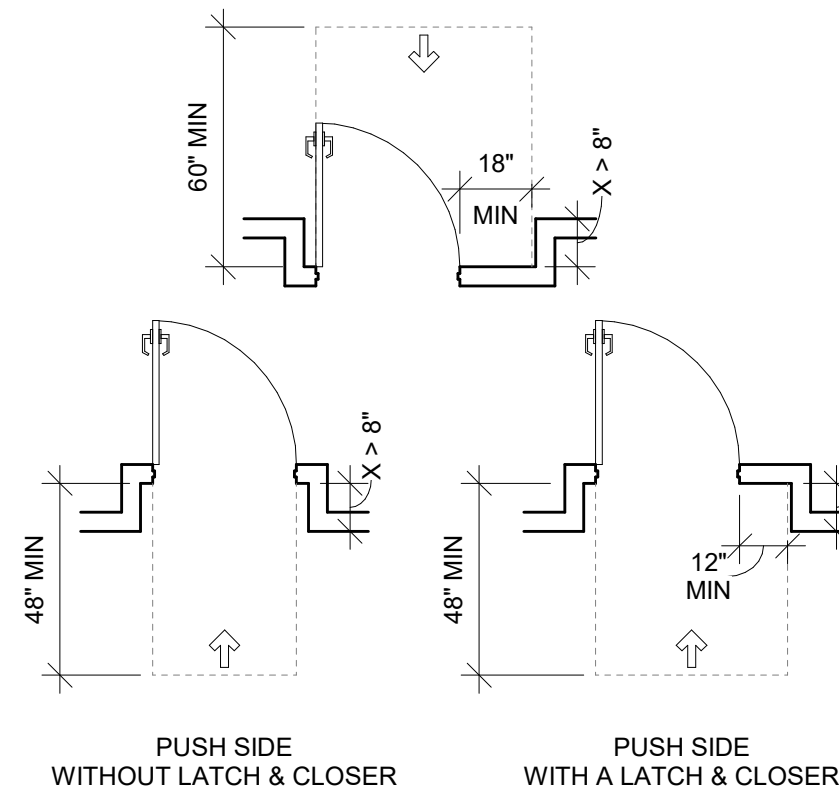 60" MIN
18"
MIN
X > 8"
48" MIN
X > 8"
48" MIN
12"
MIN
PUSH SIDE
WITHOUT LATCH & CLOSER
PUSH SIDE
WITH A LATCH & CLOSER